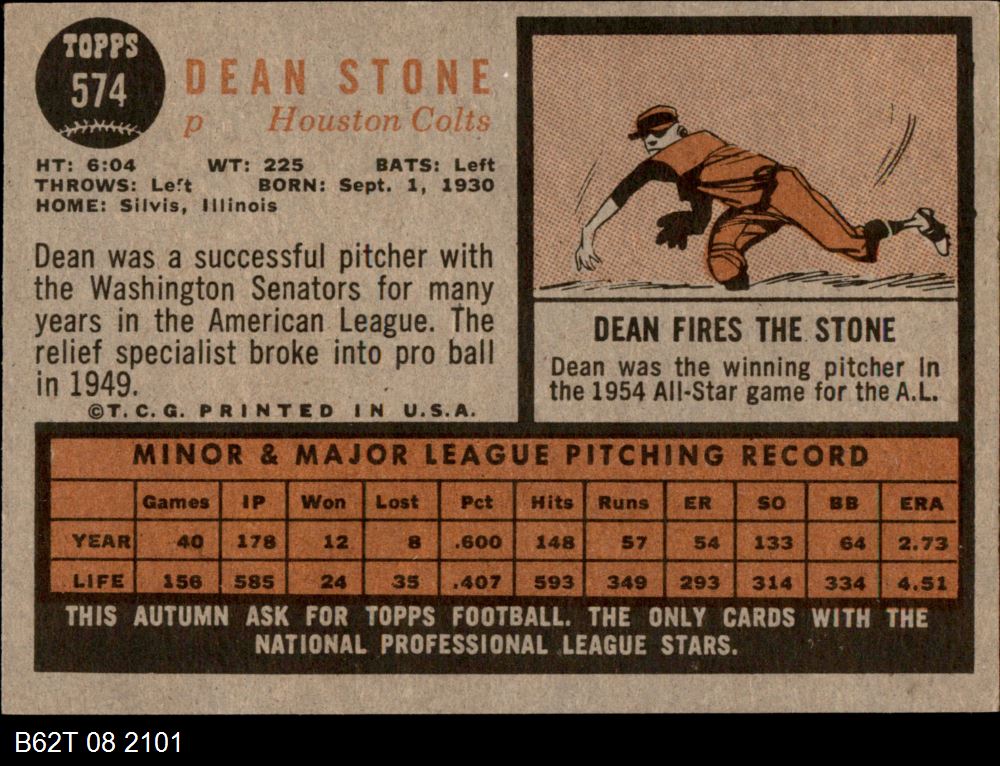 TOPPS
574
DEAN STONE
p Houston Colts
HT: 6:04 WT: 225 BATS: Left
THROWS: Left BORN: Sept. 1, 1930
HOME: Silvis, Illinois
Dean was a successful pitcher with
the Washington Senators for many
years in the American League. The
relief specialist broke into pro ball
in 1949.
©T.C.G. PRINTED IN U.S.A.
DEAN FIRES THE STONE
Dean was the winning pitcher in
the 1954 All-Star game for the A.L.
MINOR & MAJOR LEAGUE PITCHING RECORD
Games IP Won Lost Pct Hits Runs ER SO BB ERA
YEAR 40 178 12 8 .600 148 57 54 133 64 2.73
LIFE 156 585 24 35 .407 593 349 293 314 334 4.51
THIS AUTUMN ASK FOR TOPPS FOOTBALL. THE ONLY CARDS WITH THE
NATIONAL PROFESSIONAL LEAGUE STARS.
B62T 08 2101